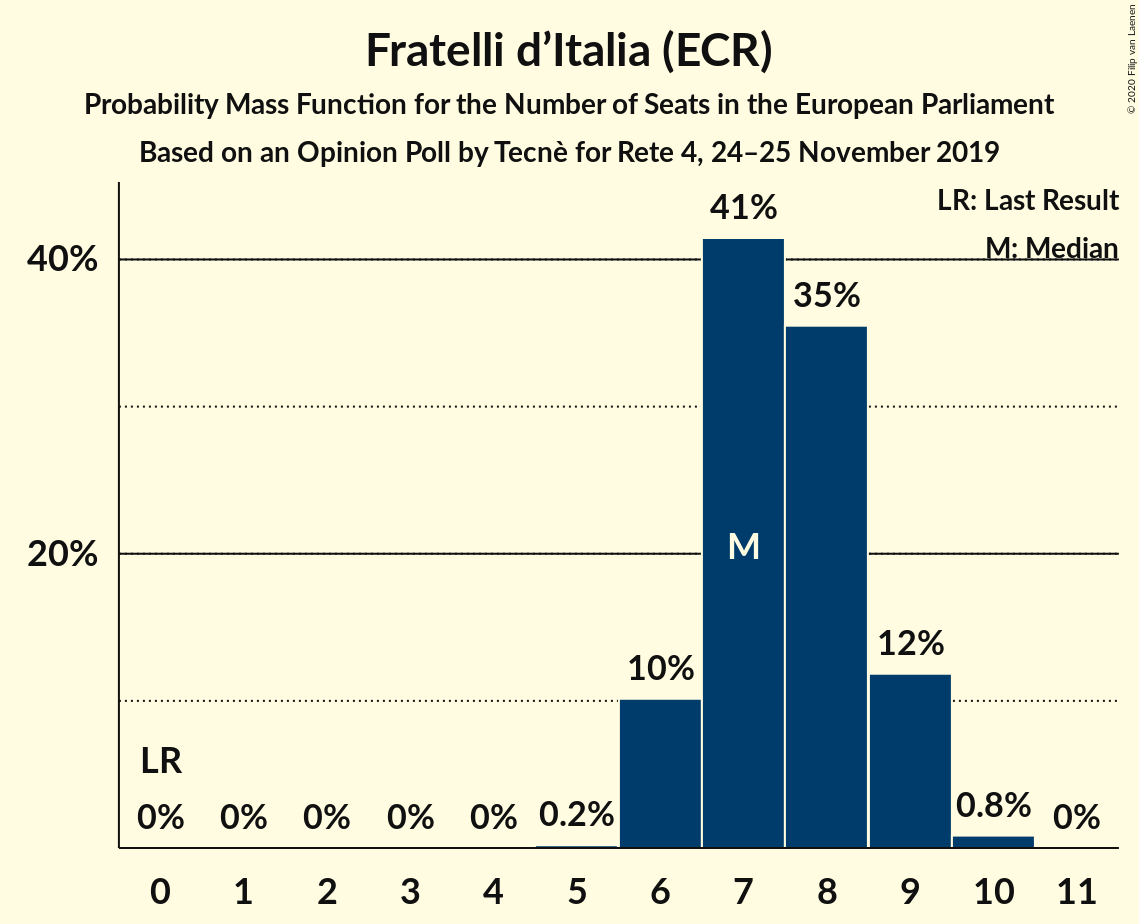 Fratelli d’Italia (ECR)
Probability Mass Function for the Number of Seats in the European Parliament
Based on an Opinion Poll by Tecnè for Rete 4, 24–25 November 2019
© 2020 Filip van Laenen
LR: Last Result
M: Median
41%
40%
35%
M
20%
12%
10%
LR
0% 0% 0% 0% 0% 0.2% 0.8% 0%
0 1 2 3 4 5 6 7 8 9 10 11